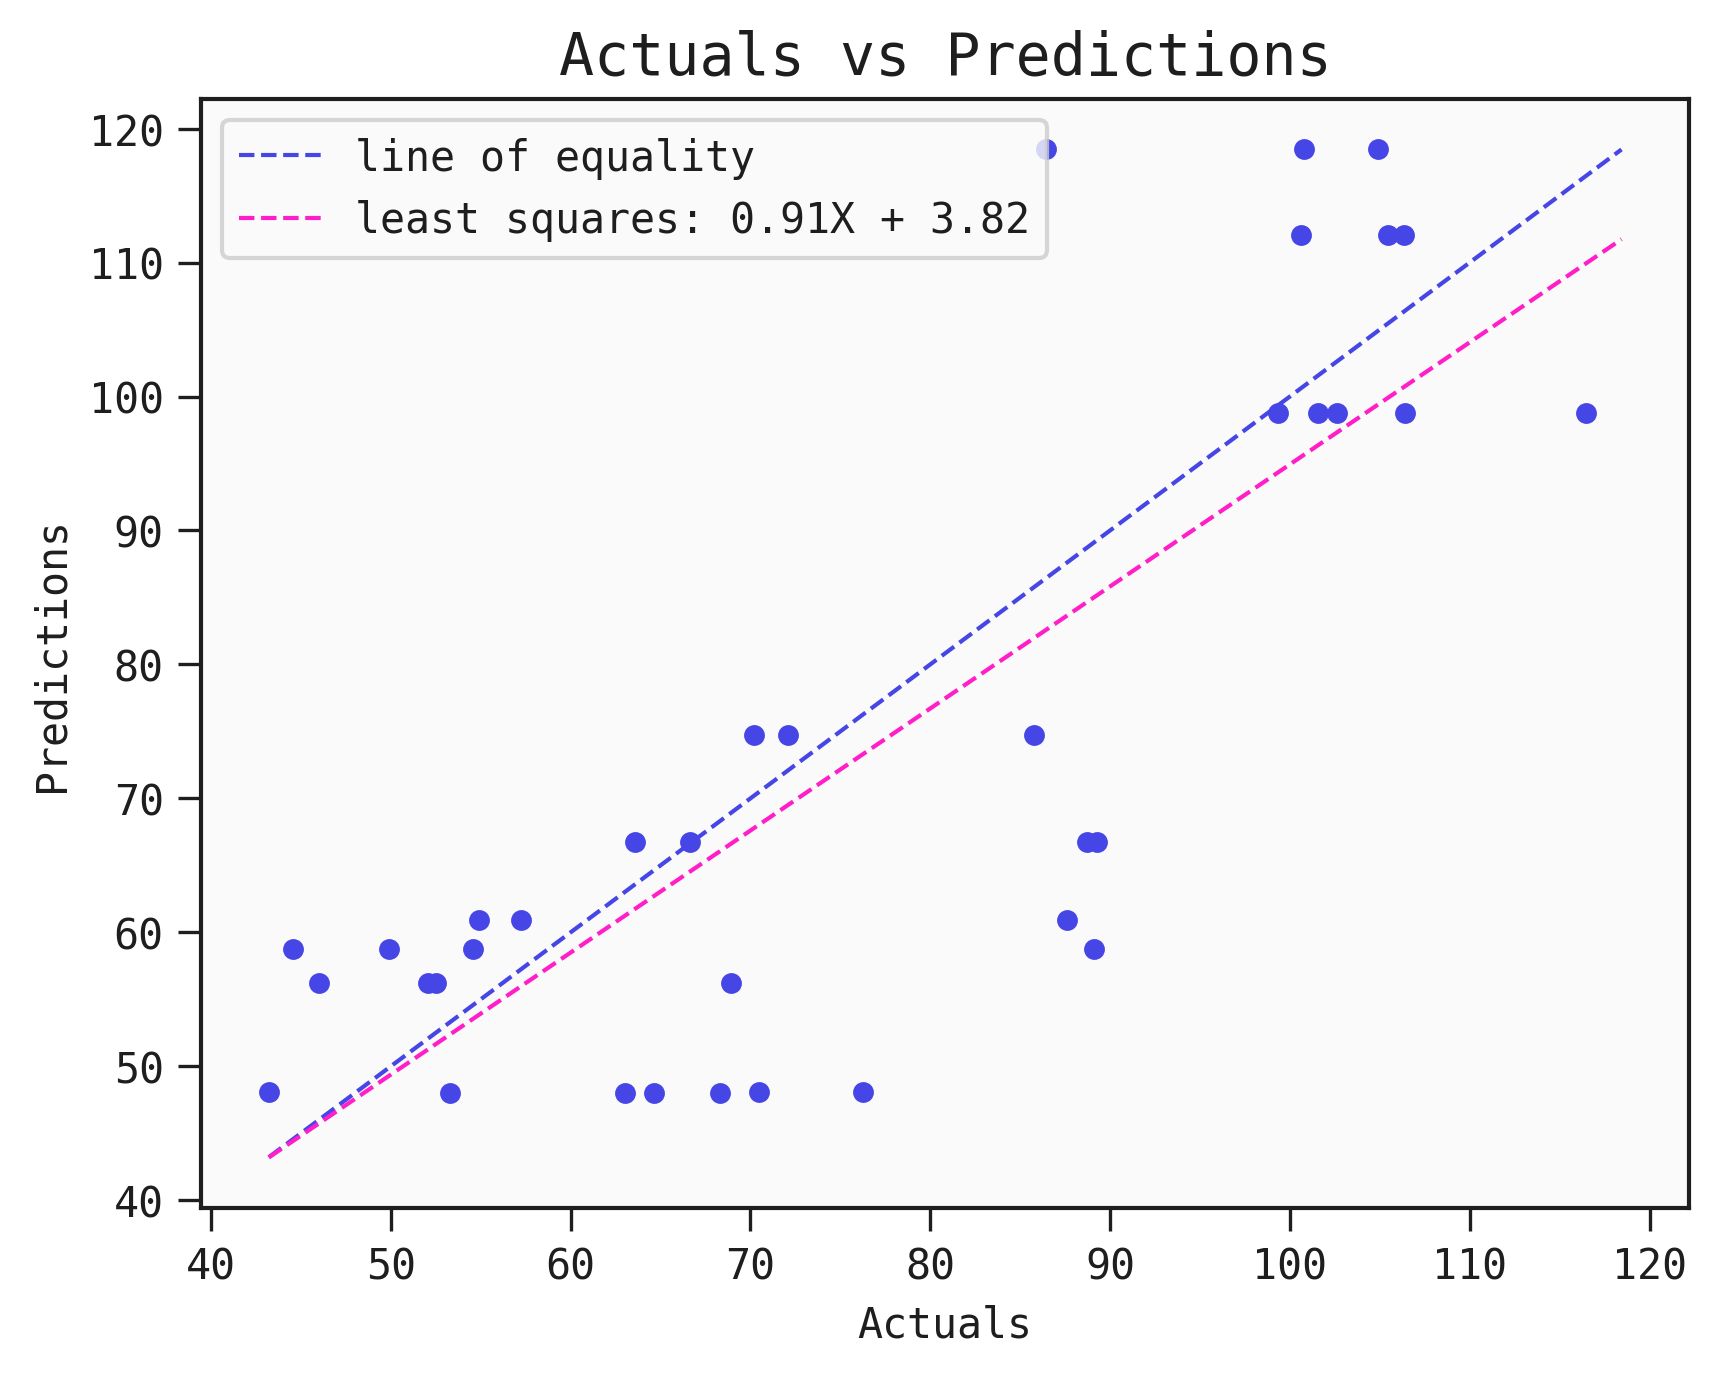 Actuals vs Predictions
line of equality
least squares: 0.91X + 3.82
120
110
100
90
80
70
60
50
40
Predictions
40 50 60 70 80 90 100 110 120
Actuals